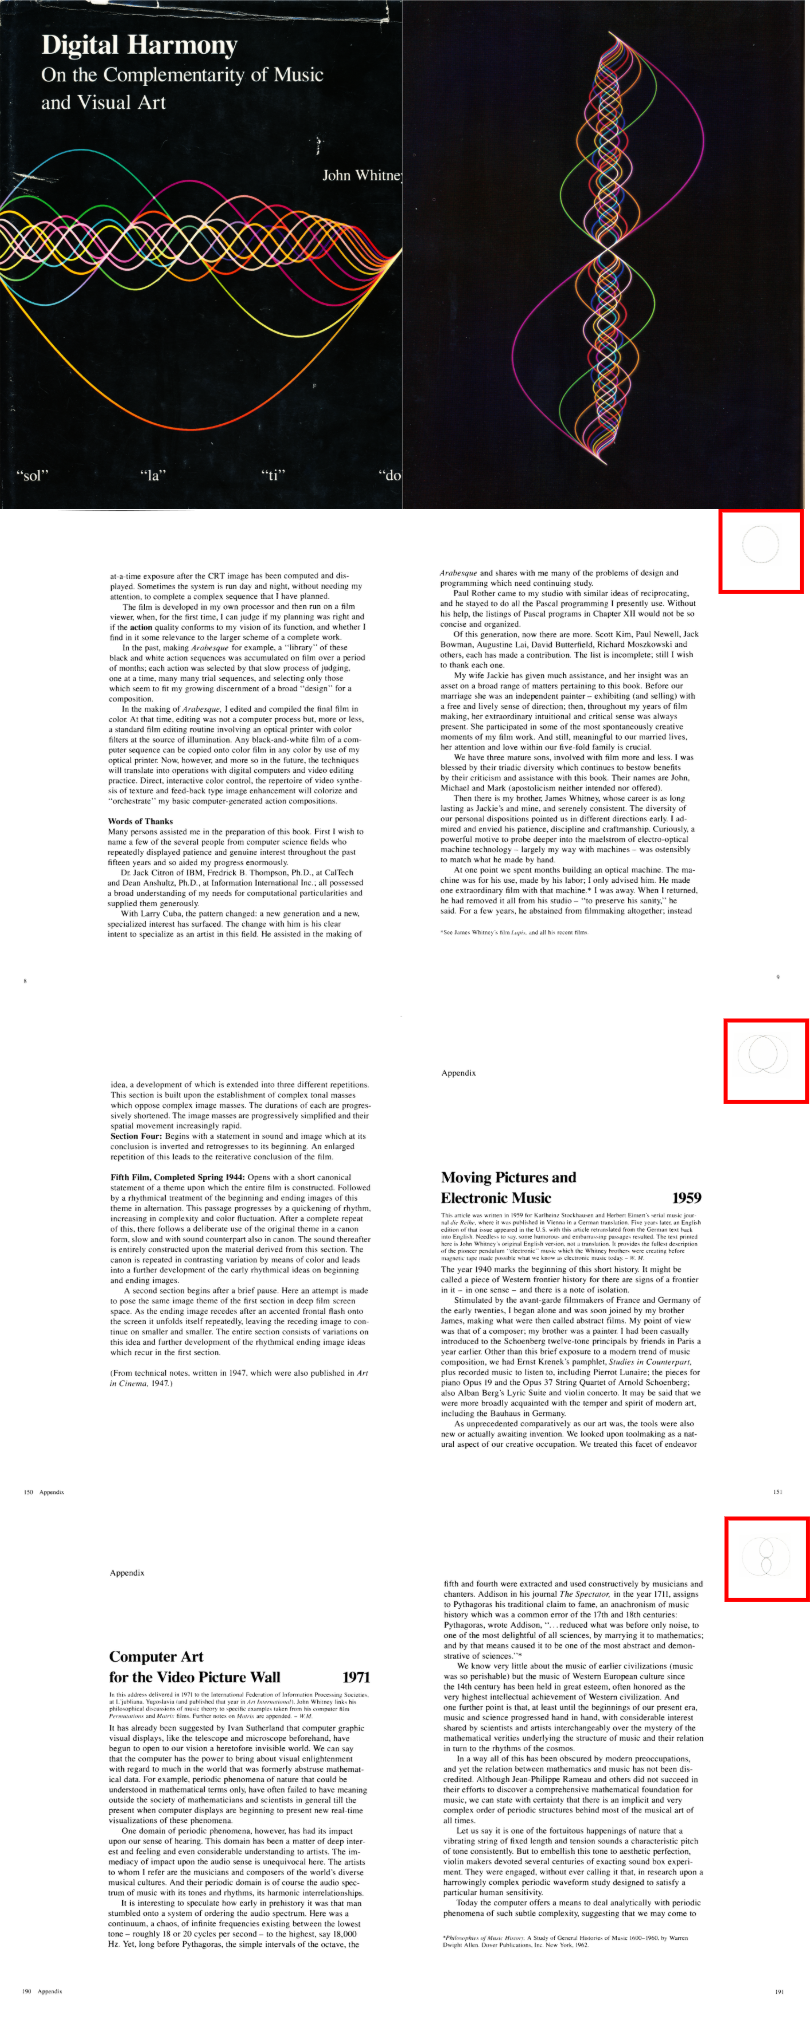 Digital Harmony
On the Complementarity of Music
and Visual Art
John Whitney
"sol" "la" "ti" "do
at-a-time exposure after the CRT image has been computed and dis-
played. Sometimes the system is run day and night, without needing my
attention, to complete a complex sequence that I have planned.
The film is developed in my own processor and then run on a film
viewer, when, for the first time, I can judge if my planning was right and
if the action quality conforms to my vision of its function, and whether I
find in it some relevance to the larger scheme of a complete work.
In the past, making Arabesque for example, a "library" of these
black and white action sequences was accumulated on film over a period
of months; each action was selected by that slow process of judging,
one at a time, many many trial sequences, and selecting only those
which seem to fit my growing discernment of a broad "design" for a
composition.
In the making of Arabesque, I edited and compiled the final film in
color. At that time, editing was not a computer process but, more or less,
a standard film editing routine involving an optical printer with color
filters at the source of illumination. Any black-and-white film of a com-
puter sequence can be copied onto color film in any color by use of my
optical printer. Now, however, and more so in the future, the techniques
will translate into operations with digital computers and video editing
practice. Direct, interactive color control, the repertoire of video synthe-
sis of texture and feed-back type image enhancement will colorize and
"orchestrate" my basic computer-generated action compositions.
Words of Thanks
Many persons assisted me in the preparation of this book. First I wish to
name a few of the several people from computer science fields who
repeatedly displayed patience and genuine interest throughout the past
fifteen years and so aided my progress enormously.
Dr. Jack Citron of IBM, Fredrick B. Thompson, Ph.D., at CalTech
and Dean Anshultz, Ph.D., at Information International Inc.; all possessed
a broad understanding of my needs for computational particularities and
supplied them generously.
With Larry Cuba, the pattern changed: a new generation and a new,
specialized interest has surfaced. The change with him is his clear
intent to specialize as an artist in this field. He assisted in the making of
8
Arabesque and shares with me many of the problems of design and
programming which need continuing study.
Paul Rother came to my studio with similar ideas of reciprocating,
and he stayed to do all the Pascal programming I presently use. Without
his help, the listings of Pascal programs in Chapter XII would not be so
concise and organized.
Of this generation, now there are more. Scott Kim, Paul Newell, Jack
Bowman, Augustine Lai, David Butterfield, Richard Moszkowski and
others, each has made a contribution. The list is incomplete; still I wish
to thank each one.
My wife Jackie has given much assistance, and her insight was an
asset on a broad range of matters pertaining to this book. Before our
marriage she was an independent painter – exhibiting (and selling) with
a free and lively sense of direction; then, throughout my years of film
making, her extraordinary intuitional and critical sense was always
present. She participated in some of the most spontaneously creative
moments of my film work. And still, meaningful to our married lives,
her attention and love within our five-fold family is crucial.
We have three mature sons, involved with film more and less. I was
blessed by their triadic diversity which continues to bestow benefits
by their criticism and assistance with this book. Their names are John,
Michael and Mark (apostolicism neither intended nor offered).
Then there is my brother, James Whitney, whose career is as long
lasting as Jackie's and mine, and serenely consistent. The diversity of
our personal dispositions pointed us in different directions early. I ad-
mired and envied his patience, discipline and craftmanship. Curiously, a
powerful motive to probe deeper into the maelstrom of electro-optical
machine technology – largely my way with machines – was ostensibly
to match what he made by hand.
At one point we spent months building an optical machine. The ma-
chine was for his use, made by my labor; I only advised him. He made
one extraordinary film with that machine.* I was away. When I returned,
he had removed it all from his studio – "to preserve his sanity," he
said. For a few years, he abstained from filmmaking altogether; instead
*See James Whitney's film Lapis, and all his recent films.
9
idea, a development of which is extended into three different repetitions.
This section is built upon the establishment of complex tonal masses
which oppose complex image masses. The durations of each are progres-
sively shortened. The image masses are progressively simplified and their
spatial movement increasingly rapid.
Section Four: Begins with a statement in sound and image which at its
conclusion is inverted and retrogresses to its beginning. An enlarged
repetition of this leads to the reiterative conclusion of the film.
Fifth Film, Completed Spring 1944: Opens with a short canonical
statement of a theme upon which the entire film is constructed. Followed
by a rhythmical treatment of the beginning and ending images of this
theme in alternation. This passage progresses by a quickening of rhythm,
increasing in complexity and color fluctuation. After a complete repeat
of this, there follows a deliberate use of the original theme in a canon
form, slow and with sound counterpart also in canon. The sound thereafter
is entirely constructed upon the material derived from this section. The
canon is repeated in contrasting variation by means of color and leads
into a further development of the early rhythmical ideas on beginning
and ending images.
A second section begins after a brief pause. Here an attempt is made
to pose the same image theme of the first section in deep film screen
space. As the ending image recedes after an accented frontal flash onto
the screen it unfolds itself repeatedly, leaving the receding image to con-
tinue on smaller and smaller. The entire section consists of variations on
this idea and further development of the rhythmical ending image ideas
which recur in the first section.
(From technical notes, written in 1947, which were also published in Art
in Cinema, 1947.)
150 Appendix
Appendix
Moving Pictures and
Electronic Music 1959
This article was written in 1959 for Karlheinz Stockhausen and Herbert Eimert's serial music jour-
nal die Reihe, where it was published in Vienna in a German translation. Five years later, an English
edition of that issue appeared in the U.S. with this article retranslated from the German text back
into English. Needless to say, some humorous and embarrassing passages resulted. The text printed
here is John Whitney's original English version, not a translation. It provides the fullest description
of the pioneer pendulum "electronic" music which the Whitney brothers were creating before
magnetic tape made possible what we know as electronic music today. – W. M.
The year 1940 marks the beginning of this short history. It might be
called a piece of Western frontier history for there are signs of a frontier
in it – in one sense – and there is a note of isolation.
Stimulated by the avant-garde filmmakers of France and Germany of
the early twenties, I began alone and was soon joined by my brother
James, making what were then called abstract films. My point of view
was that of a composer; my brother was a painter. I had been casually
introduced to the Schoenberg twelve-tone principals by friends in Paris a
year earlier. Other than this brief exposure to a modern trend of music
composition, we had Ernst Krenek's pamphlet, Studies in Counterpart,
plus recorded music to listen to, including Pierrot Lunaire; the pieces for
piano Opus 19 and the Opus 37 String Quartet of Arnold Schoenberg;
also Alban Berg's Lyric Suite and violin concerto. It may be said that we
were more broadly acquainted with the temper and spirit of modern art,
including the Bauhaus in Germany.
As unprecedented comparatively as our art was, the tools were also
new or actually awaiting invention. We looked upon toolmaking as a nat-
ural aspect of our creative occupation. We treated this facet of endeavor
151
Appendix
Computer Art
for the Video Picture Wall 1971
In this address delivered in 1971 to the International Federation of Information Processing Societies,
at Ljubljana, Yugoslavia (and published that year in Art International), John Whitney links his
philosophical discussions of music theory to specific examples taken from his computer film
Permutations and Matrix films. Further notes on Matrix are appended. – W.M.
It has already been suggested by Ivan Sutherland that computer graphic
visual displays, like the telescope and microscope beforehand, have
begun to open to our vision a heretofore invisible world. We can say
that the computer has the power to bring about visual enlightenment
with regard to much in the world that was formerly abstruse mathemat-
ical data. For example, periodic phenomena of nature that could be
understood in mathematical terms only, have often failed to have meaning
outside the society of mathematicians and scientists in general till the
present when computer displays are beginning to present new real-time
visualizations of these phenomena.
One domain of periodic phenomena, however, has had its impact
upon our sense of hearing. This domain has been a matter of deep inter-
est and feeling and even considerable understanding to artists. The im-
mediacy of impact upon the audio sense is unequivocal here. The artists
to whom I refer are the musicians and composers of the world's diverse
musical cultures. And their periodic domain is of course the audio spec-
trum of music with its tones and rhythms, its harmonic interrelationships.
It is interesting to speculate how early in prehistory it was that man
stumbled onto a system of ordering the audio spectrum. Here was a
continuum, a chaos, of infinite frequencies existing between the lowest
tone – roughly 18 or 20 cycles per second – to the highest, say 18,000
Hz. Yet, long before Pythagoras, the simple intervals of the octave, the
190 Appendix
fifth and fourth were extracted and used constructively by musicians and
chanters. Addison in his journal The Spectator, in the year 1711, assigns
to Pythagoras his traditional claim to fame, an anachronism of music
history which was a common error of the 17th and 18th centuries:
Pythagoras, wrote Addison, "...reduced what was before only noise, to
one of the most delightful of all sciences, by marrying it to mathematics;
and by that means caused it to be one of the most abstract and demon-
strative of sciences."*
We know very little about the music of earlier civilizations (music
was so perishable) but the music of Western European culture since
the 14th century has been held in great esteem, often honored as the
very highest intellectual achievement of Western civilization. And
one further point is that, at least until the beginnings of our present era,
music and science progressed hand in hand, with considerable interest
shared by scientists and artists interchangeably over the mystery of the
mathematical verities underlying the structure of music and their relation
in turn to the rhythms of the cosmos.
In a way all of this has been obscured by modern preoccupations,
and yet the relation between mathematics and music has not been dis-
credited. Although Jean-Philippe Rameau and others did not succeed in
their efforts to discover a comprehensive mathematical foundation for
music, we can state with certainty that there is an implicit and very
complex order of periodic structures behind most of the musical art of
all times.
Let us say it is one of the fortuitous happenings of nature that a
vibrating string of fixed length and tension sounds a characteristic pitch
of tone consistently. But to embellish this tone to aesthetic perfection,
violin makers devoted several centuries of exacting sound box experi-
ment. They were engaged, without ever calling it that, in research upon a
harrowingly complex periodic waveform study designed to satisfy a
particular human sensitivity.
Today the computer offers a means to deal analytically with periodic
phenomena of such subtle complexity, suggesting that we may come to
*Philosophies of Music History, A Study of General Histories of Music 1600–1960, by Warren
Dwight Allen. Dover Publications, Inc. New York, 1962.
191